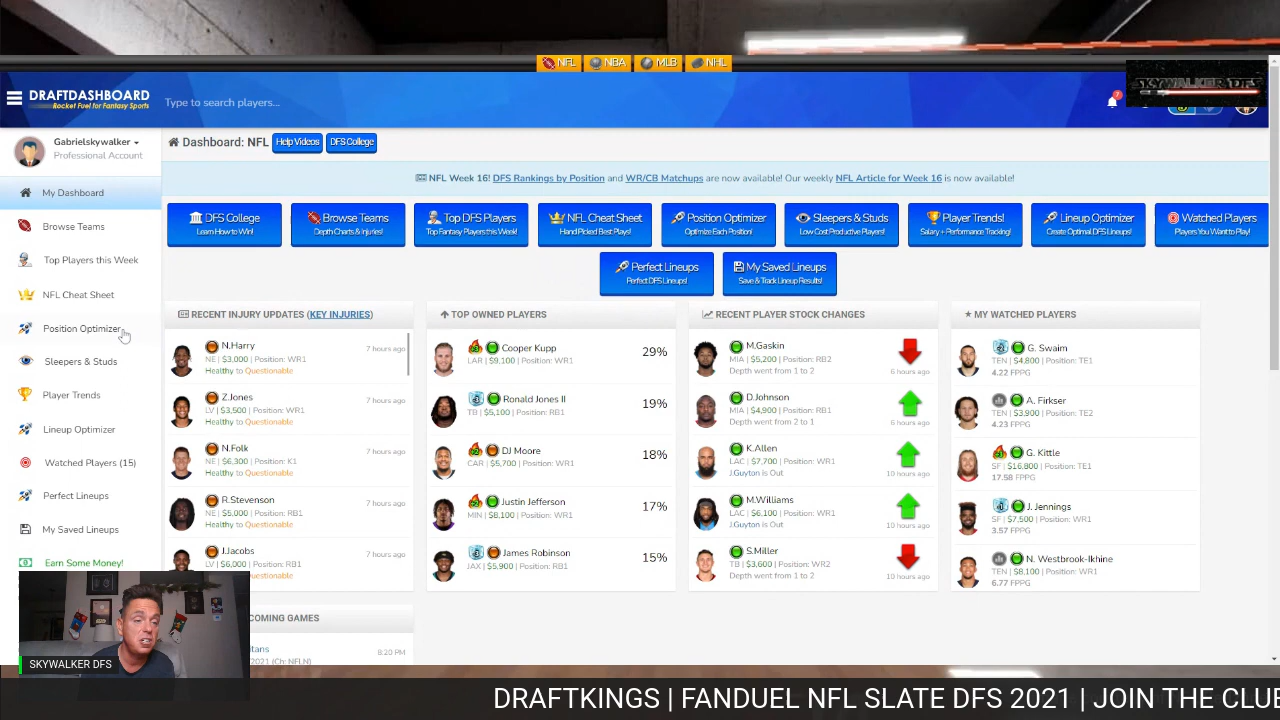 NFL NBA MLB NHL
DRAFTDASHBOARD
Rocket Fuel for Fantasy Sports
Type to search players...
7
SKYWALKER DFS
Gabrielskywalker
Professional Account
My Dashboard
Browse Teams
Top Players this Week
NFL Cheat Sheet
Position Optimizer
Sleepers & Studs
Player Trends
Lineup Optimizer
Watched Players (15)
Perfect Lineups
My Saved Lineups
Earn Some Money!
Dashboard: NFL Help Videos DFS College
NFL Week 16! DFS Rankings by Position and WR/CB Matchups are now available! Our weekly NFL Article for Week 16 is now available!
DFS College
Learn How to Win!
Browse Teams
Depth Charts & Injuries!
Top DFS Players
Top Fantasy Players this Week!
NFL Cheat Sheet
Hand Picked Best Plays!
Position Optimizer
Optimize Each Position!
Sleepers & Studs
Low Cost Productive Players!
Player Trends!
Salary + Performance Tracking!
Lineup Optimizer
Create Optimal DFS Lineups!
Watched Players
Players You Want to Play!
Perfect Lineups
Perfect DFS Lineups!
My Saved Lineups
Save & Track Lineup Results!
RECENT INJURY UPDATES (KEY INJURIES)
N.Harry
NE | $3,000 | Position: WR1
Healthy to Questionable
7 hours ago
Z.Jones
LV | $3,500 | Position: WR1
Healthy to Questionable
7 hours ago
N.Folk
NE | $6,300 | Position: K1
Healthy to Questionable
7 hours ago
R.Stevenson
NE | $5,000 | Position: RB1
Healthy to Questionable
7 hours ago
J.Jacobs
LV | $6,000 | Position: RB1
7 hours ago
TOP OWNED PLAYERS
Cooper Kupp
LAR | $9,100 | Position: WR1
29%
Ronald Jones II
TB | $5,100 | Position: RB1
19%
DJ Moore
CAR | $5,700 | Position: WR1
18%
Justin Jefferson
MIN | $8,100 | Position: WR1
17%
James Robinson
JAX | $5,900 | Position: RB1
15%
RECENT PLAYER STOCK CHANGES
M.Gaskin
MIA | $5,200 | Position: RB2
Depth went from 1 to 2
6 hours ago
D.Johnson
MIA | $4,900 | Position: RB1
Depth went from 2 to 1
6 hours ago
K.Allen
LAC | $7,700 | Position: WR1
J.Guyton is Out
10 hours ago
M.Williams
LAC | $6,100 | Position: WR1
J.Guyton is Out
10 hours ago
S.Miller
TB | $3,600 | Position: WR2
Depth went from 1 to 2
10 hours ago
MY WATCHED PLAYERS
G. Swaim
TEN | $4,800 | Position: TE1
4.22 FPPG
A. Firkser
TEN | $3,900 | Position: TE2
4.23 FPPG
G. Kittle
SF | $16,800 | Position: TE1
17.58 FPPG
J. Jennings
SF | $7,500 | Position: WR1
3.57 FPPG
N. Westbrook-Ikhine
TEN | $8,100 | Position: WR1
6.77 FPPG
COMING GAMES
tans
8:20 PM
2021 (Ch: NFLN)
SKYWALKER DFS
DRAFTKINGS | FANDUEL NFL SLATE DFS 2021 | JOIN THE CLUB